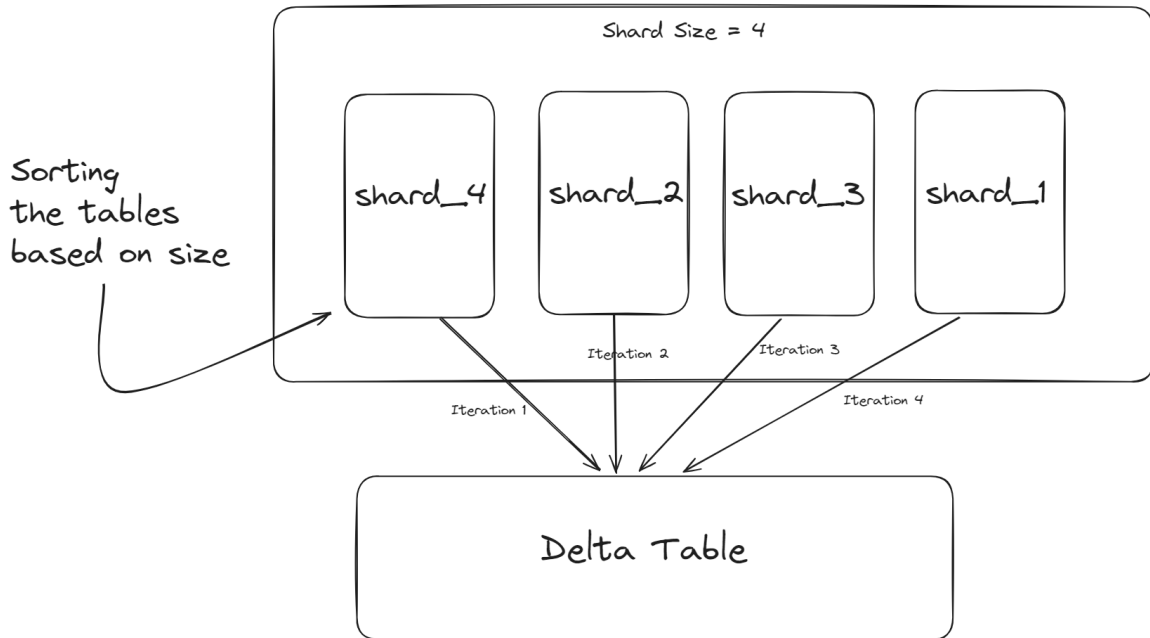 Shard Size = 4
Sorting
the tables
based on size
shard_4
shard_2
shard_3
shard_1
Iteration 2
Iteration 3
Iteration 1
Iteration 4
Delta Table